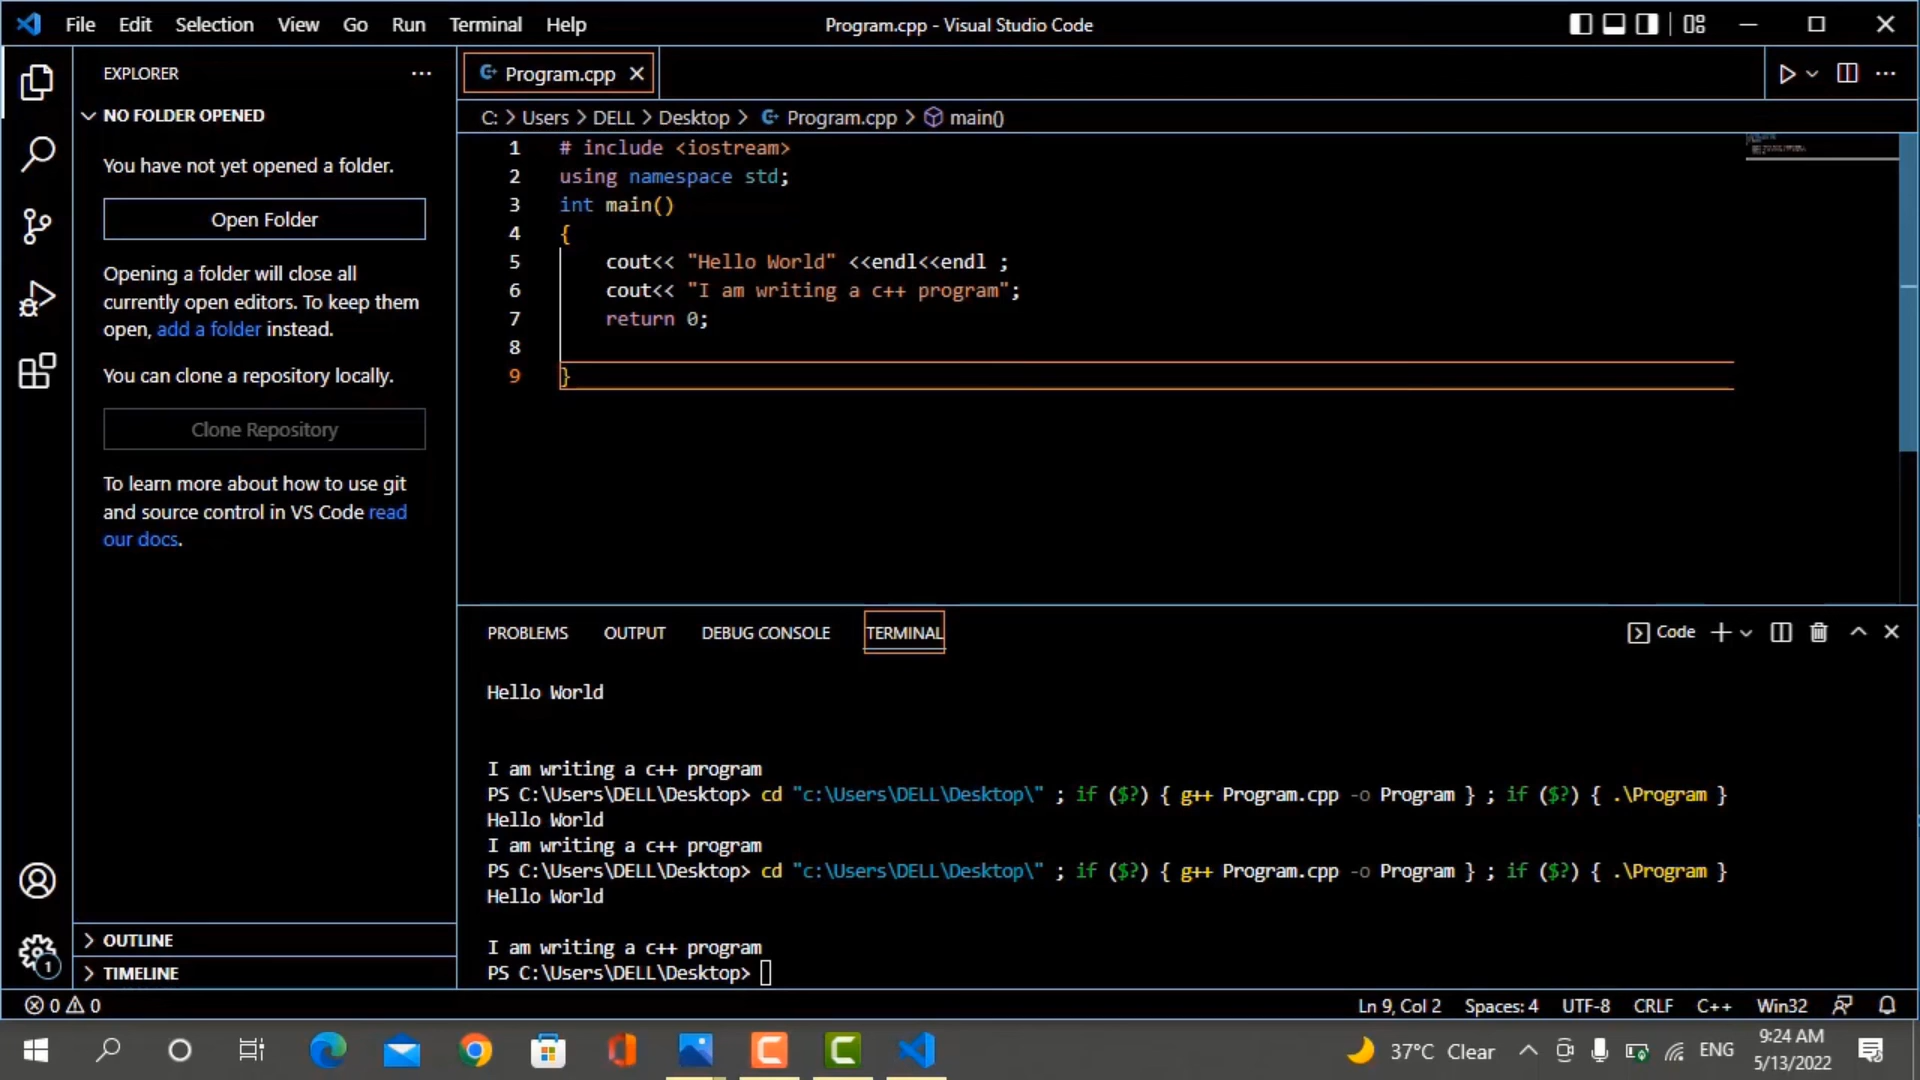 File Edit Selection View Go Run Terminal Help
Program.cpp - Visual Studio Code
EXPLORER
NO FOLDER OPENED
You have not yet opened a folder.
Open Folder
Opening a folder will close all
currently open editors. To keep them
open, add a folder instead.
You can clone a repository locally.
Clone Repository
To learn more about how to use git
and source control in VS Code read
our docs.
OUTLINE
TIMELINE
Program.cpp
C: > Users > DELL > Desktop > Program.cpp > main()
1 # include <iostream>
2 using namespace std;
3 int main()
4 {
5 cout<< "Hello World" <<endl<<endl ;
6 cout<< "I am writing a c++ program";
7 return 0;
8
9 }
PROBLEMS OUTPUT DEBUG CONSOLE TERMINAL
Code
Hello World
I am writing a c++ program
PS C:\Users\DELL\Desktop> cd "c:\Users\DELL\Desktop\" ; if ($?) { g++ Program.cpp -o Program } ; if ($?) { .\Program }
Hello World
I am writing a c++ program
PS C:\Users\DELL\Desktop> cd "c:\Users\DELL\Desktop\" ; if ($?) { g++ Program.cpp -o Program } ; if ($?) { .\Program }
Hello World
I am writing a c++ program
PS C:\Users\DELL\Desktop>
1
0 0
Ln 9, Col 2 Spaces: 4 UTF-8 CRLF C++ Win32
37°C Clear ENG
9:24 AM
5/13/2022